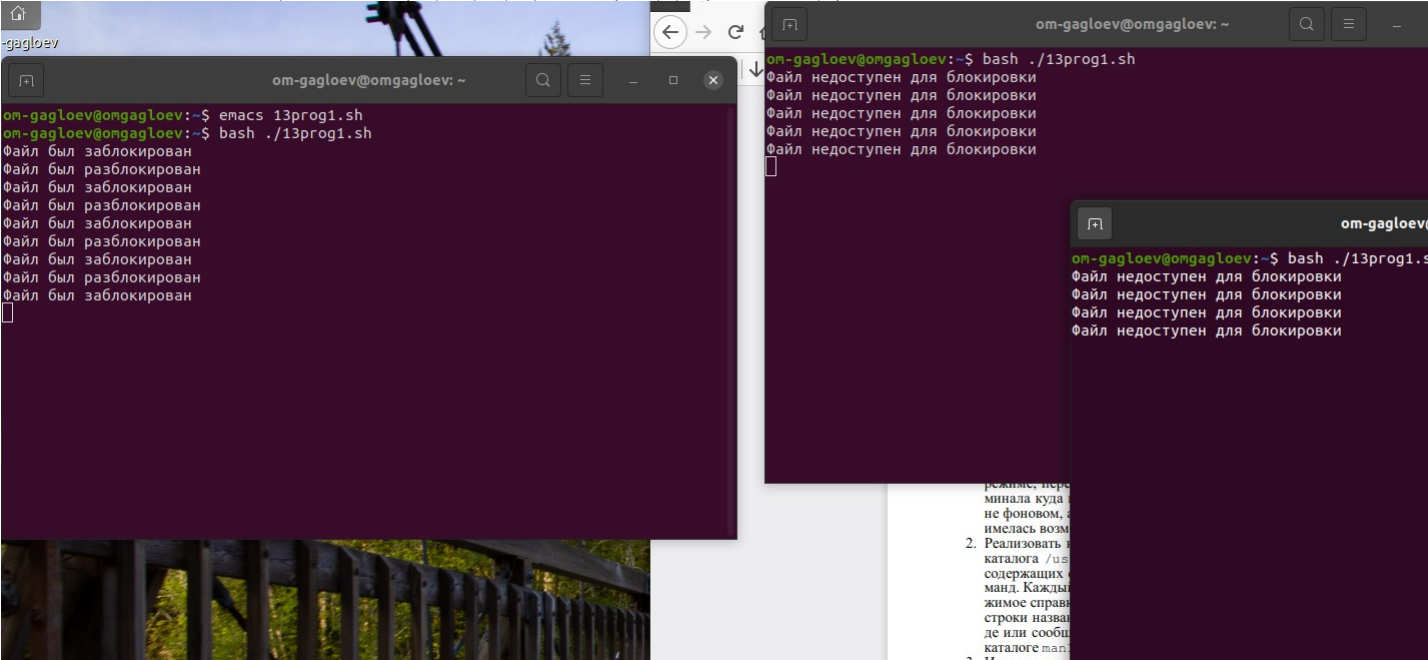 -gagloev
om-gagloev@omgagloev: ~
om-gagloev@omgagloev:~$ emacs 13prog1.sh
om-gagloev@omgagloev:~$ bash ./13prog1.sh
Файл был заблокирован
Файл был разблокирован
Файл был заблокирован
Файл был разблокирован
Файл был заблокирован
Файл был разблокирован
Файл был заблокирован
Файл был разблокирован
Файл был заблокирован
om-gagloev@omgagloev: ~
om-gagloev@omgagloev:~$ bash ./13prog1.sh
Файл недоступен для блокировки
Файл недоступен для блокировки
Файл недоступен для блокировки
Файл недоступен для блокировки
Файл недоступен для блокировки
om-gagloev@
om-gagloev@omgagloev:~$ bash ./13prog1.s
Файл недоступен для блокировки
Файл недоступен для блокировки
Файл недоступен для блокировки
Файл недоступен для блокировки
режиме, пере
минала куда
не фоновом,
имелась возм
2. Реализовать
каталога /us
содержащих
манд. Каждый
жимое справ
строки назва
де или сообщ
каталоге man
3.